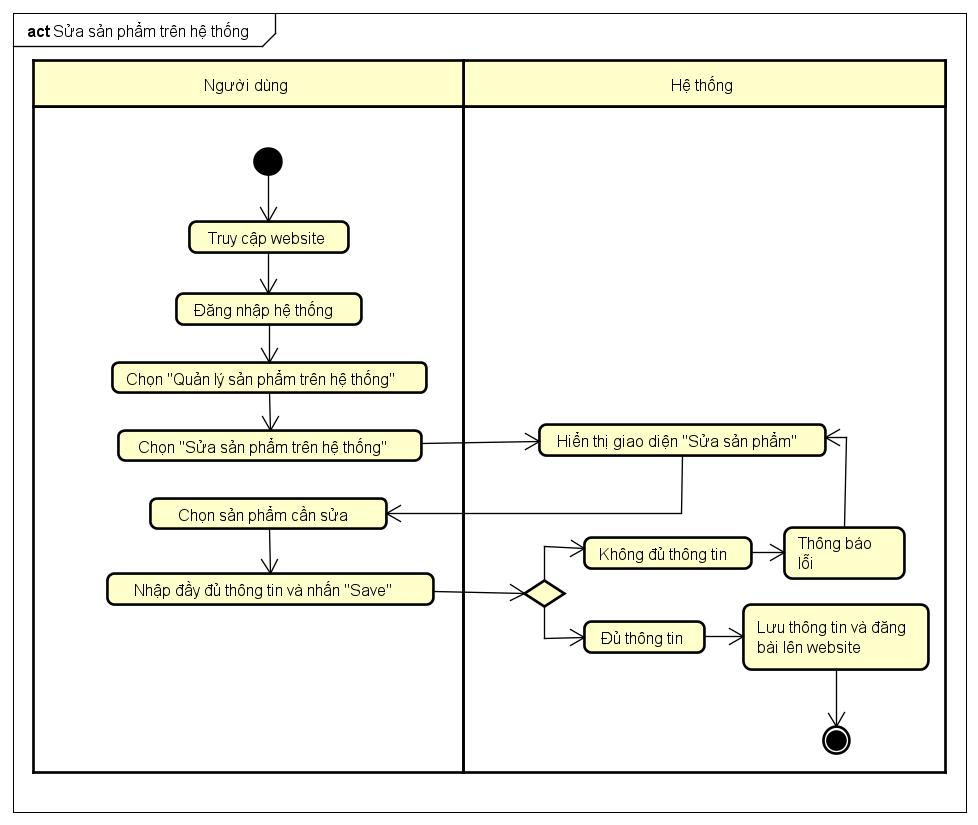 act Sửa sản phẩm trên hệ thống
Người dùng
Hệ thống
Truy cập website
Đăng nhập hệ thống
Chọn "Quản lý sản phẩm trên hệ thống"
Chọn "Sửa sản phẩm trên hệ thống"
Hiển thị giao diện "Sửa sản phẩm"
Chọn sản phẩm cần sửa
Nhập đầy đủ thông tin và nhấn "Save"
Không đủ thông tin
Thông báo
lỗi
Đủ thông tin
Lưu thông tin và đăng
bài lên website